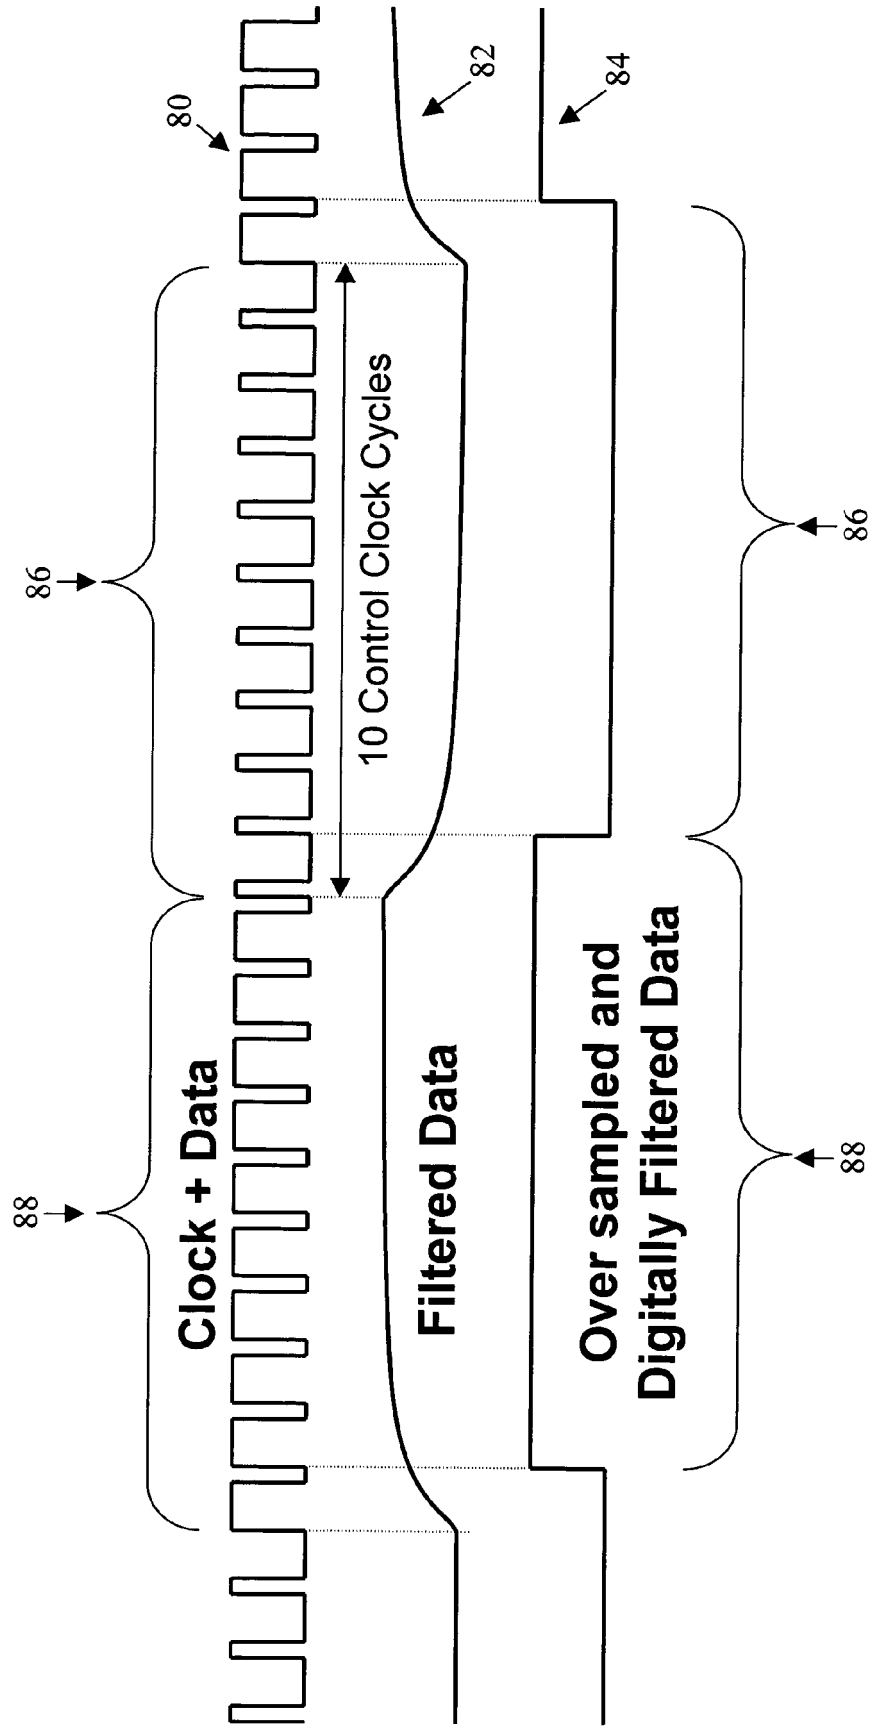 88
86
80
Clock + Data
10 Control Clock Cycles
82
Filtered Data
84
Over sampled and
Digitally Filtered Data
88
86